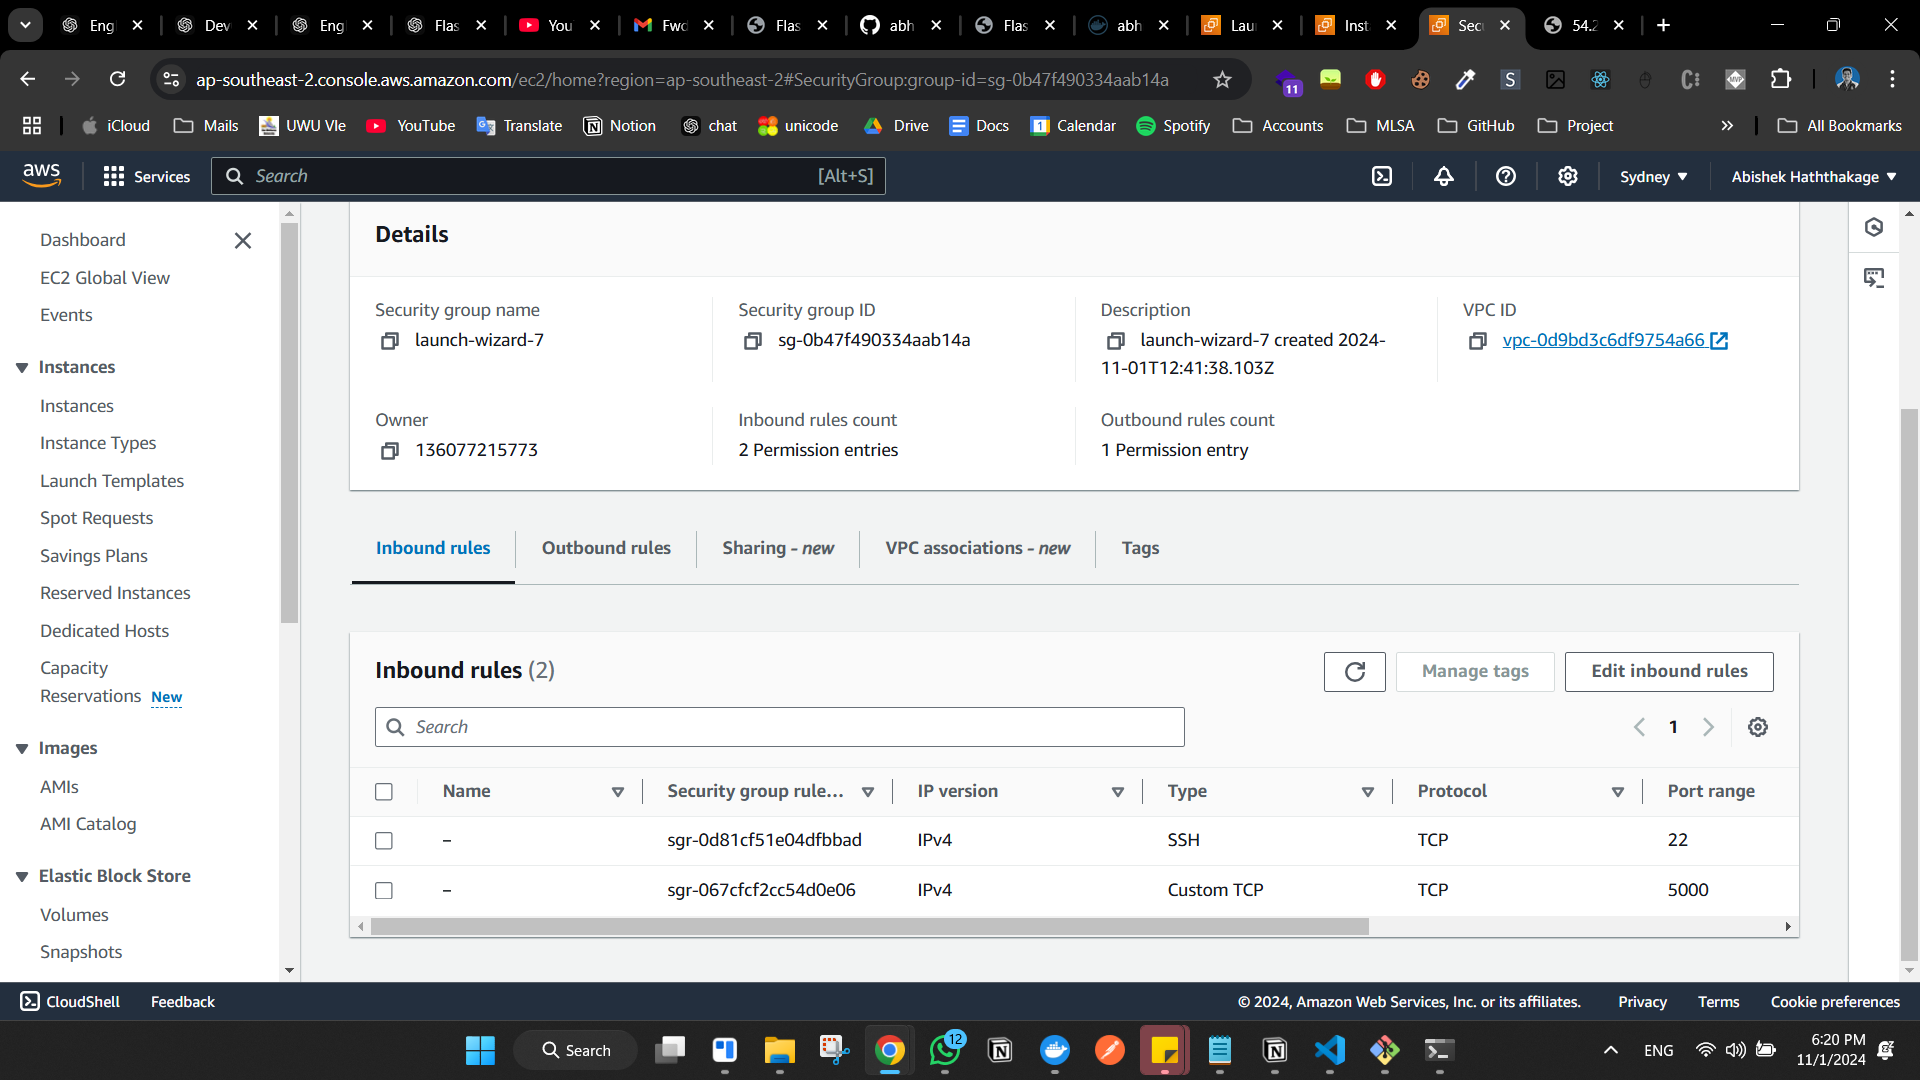 Eng
Dev
Eng
Flas
You
Fwd
Flas
abh
Flas
abh
Lau
Inst
Sec
54.2
ap-southeast-2.console.aws.amazon.com/ec2/home?region=ap-southeast-2#SecurityGroup:group-id=sg-0b47f490334aab14a
11
S
iCloud
Mails
UWU Vle
YouTube
Translate
Notion
chat
unicode
Drive
Docs
Calendar
Spotify
Accounts
MLSA
GitHub
Project
All Bookmarks
aws
Services
Search
[Alt+S]
Sydney
Abishek Haththakage
Dashboard
EC2 Global View
Events
Instances
Instances
Instance Types
Launch Templates
Spot Requests
Savings Plans
Reserved Instances
Dedicated Hosts
Capacity
Reservations New
Images
AMIs
AMI Catalog
Elastic Block Store
Volumes
Snapshots
Details
Security group name
launch-wizard-7
Security group ID
sg-0b47f490334aab14a
Description
launch-wizard-7 created 2024-
11-01T12:41:38.103Z
VPC ID
vpc-0d9bd3c6df9754a66
Owner
136077215773
Inbound rules count
2 Permission entries
Outbound rules count
1 Permission entry
Inbound rules
Outbound rules
Sharing - new
VPC associations - new
Tags
Inbound rules (2)
Manage tags
Edit inbound rules
Search
1
Name
Security group rule...
IP version
Type
Protocol
Port range
–
sgr-0d81cf51e04dfbbad
IPv4
SSH
TCP
22
–
sgr-067cfcf2cc54d0e06
IPv4
Custom TCP
TCP
5000
CloudShell
Feedback
© 2024, Amazon Web Services, Inc. or its affiliates.
Privacy
Terms
Cookie preferences
Search
12
ENG
6:20 PM
11/1/2024